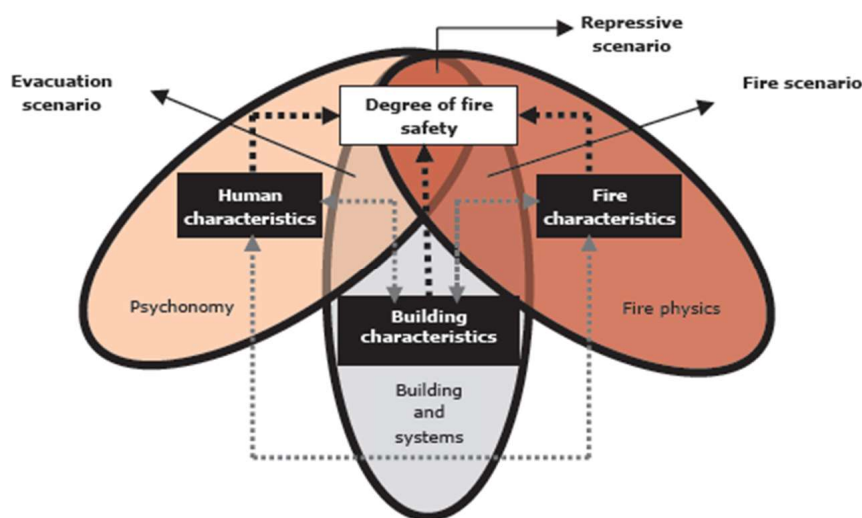 Repressive
scenario
Evacuation
scenario
Fire scenario
Degree of fire
safety
Human
characteristics
Fire
characteristics
Psychonomy
Building
characteristics
Fire physics
Building
and
systems